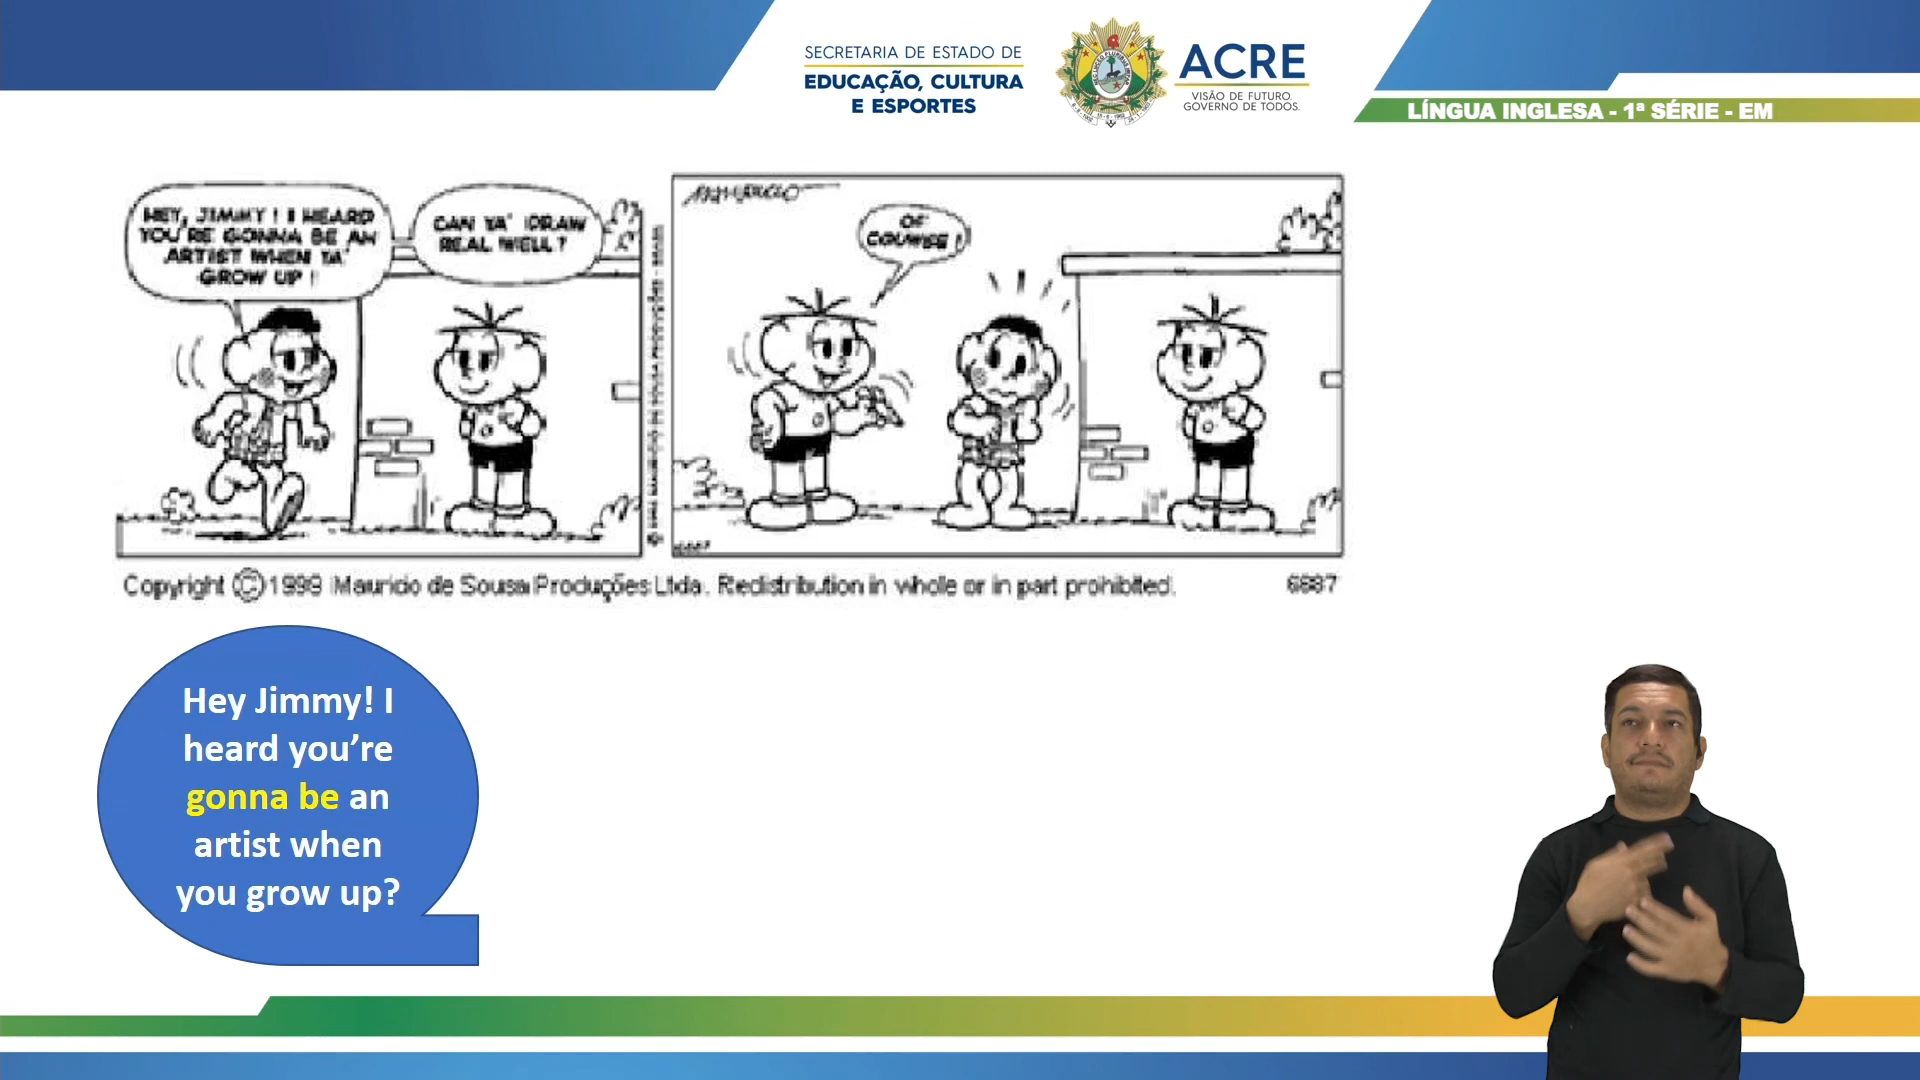 SECRETARIA DE ESTADO DE
EDUCAÇÃO, CULTURA
E ESPORTES
ACRE
VISÃO DE FUTURO.
GOVERNO DE TODOS.
LÍNGUA INGLESA - 1ª SÉRIE - EM
HEY, JIMMY! I HEARD
YOU'RE GONNA BE AN
ARTIST WHEN YA'
GROW UP!
CAN YA' DRAW
REAL WELL?
OF
COURSE!
Copyright © 1999 Mauricio de Sousa Produções Ltda. Redistribution in whole or in part prohibited.
6687
Hey Jimmy! I
heard you’re
gonna be an
artist when
you grow up?